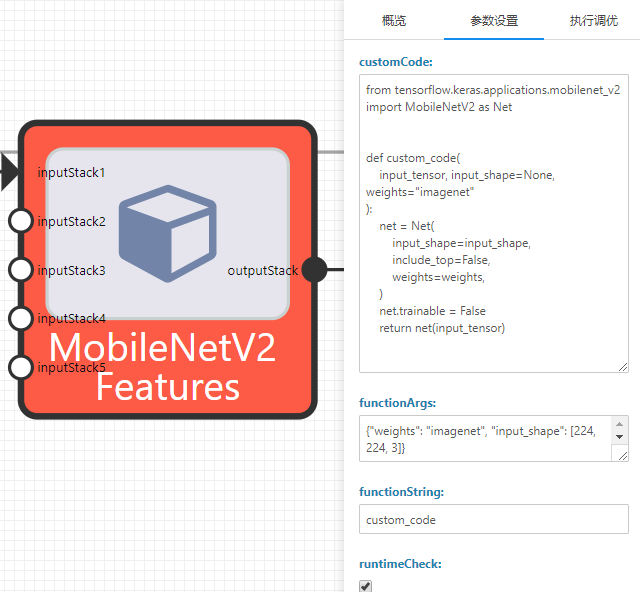 inputStack1
inputStack2
inputStack3
outputStack
inputStack4
MobileNetV2
inputStack5
Features
概览
参数设置
执行调优
customCode:
from tensorflow.keras.applications.mobilenet_v2
import MobileNetV2 as Net
def custom_code(
input_tensor, input_shape=None,
weights="imagenet"
):
net = Net(
input_shape=input_shape,
include_top=False,
weights=weights,
)
net.trainable = False
return net(input_tensor)
functionArgs:
{"weights": "imagenet", "input_shape": [224,
224, 3]}
functionString:
custom_code
runtimeCheck: